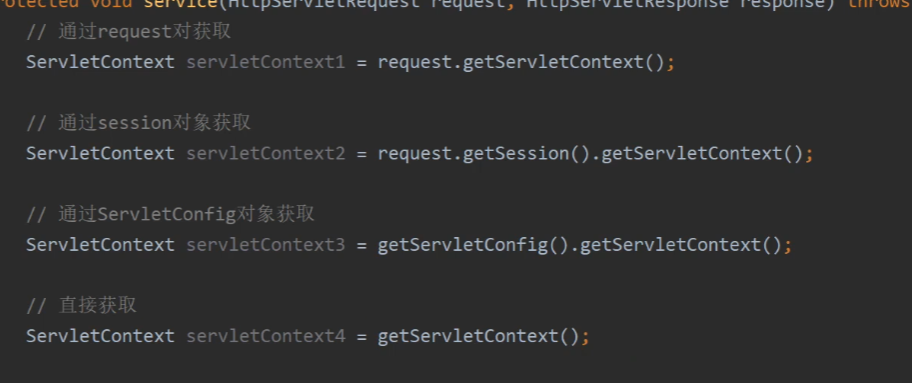 rotected void service(HttpServletRequest request, HttpServletResponse response) throws
// 通过request对获取
ServletContext servletContext1 = request.getServletContext();
// 通过session对象获取
ServletContext servletContext2 = request.getSession().getServletContext();
// 通过ServletConfig对象获取
ServletContext servletContext3 = getServletConfig().getServletContext();
// 直接获取
ServletContext servletContext4 = getServletContext();